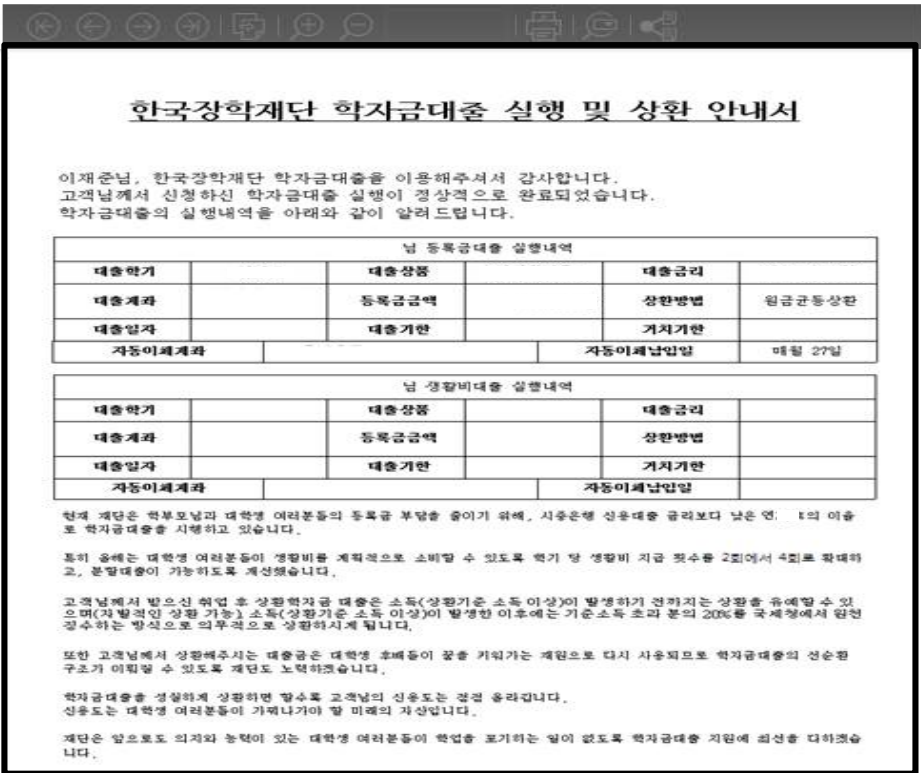 한국장학재단 학자금대출 실행 및 상환 안내서
이재준님, 한국장학재단 학자금대출을 이용해주셔서 감사합니다.
고객님께서 신청하신 학자금대출 실행이 정상적으로 완료되었습니다.
학자금대출의 실행내역을 아래와 같이 알려드립니다.
님 등록금대출 실행내역
대출학기 대출상품 대출금리
대출계좌 등록금금액 상환방법 원금균등상환
대출일자 대출기한 거치기한
자동이체계좌 자동이체납입일 매월 27일
님 생활비대출 실행내역
대출학기 대출상품 대출금리
대출계좌 등록금금액 상환방법
대출일자 대출기한 거치기한
자동이체계좌 자동이체납입일
현재 재단은 학부모님과 대학생 여러분들의 등록금 부담을 줄이기 위해, 시중은행 신용대출 금리보다 낮은 연 의 이율
로 학자금대출을 시행하고 있습니다.
특히 올해는 대학생 여러분들이 생활비를 계획적으로 소비할 수 있도록 학기 당 생활비 지급 횟수를 2회에서 4회로 확대하
고, 분할대출이 가능하도록 개선했습니다.
고객님께서 받으신 취업 후 상환학자금 대출은 소득(상환기준 소득 이상)이 발생하기 전까지는 상환을 유예할 수 있
으며(자발적인 상환 가능), 소득(상환기준 소득 이상)이 발생한 이후에는 기준소득 초과 분의 20%를 국세청에서 원천
징수하는 방식으로 의무적으로 상환하시게 됩니다.
또한 고객님께서 상환해주시는 대출금은 대학생 후배들이 꿈을 키워가는 재원으로 다시 사용되므로 학자금대출의 선순환
구조가 이뤄질 수 있도록 재단도 노력하겠습니다.
학자금대출을 성실하게 상환하면 할수록 고객님의 신용도는 점점 올라갑니다.
신용도는 대학생 여러분들이 가꿔나가야 할 미래의 자산입니다.
재단은 앞으로도 의지와 능력이 있는 대학생 여러분들이 학업을 포기하는 일이 없도록 학자금대출 지원에 최선을 다하겠습
니다.